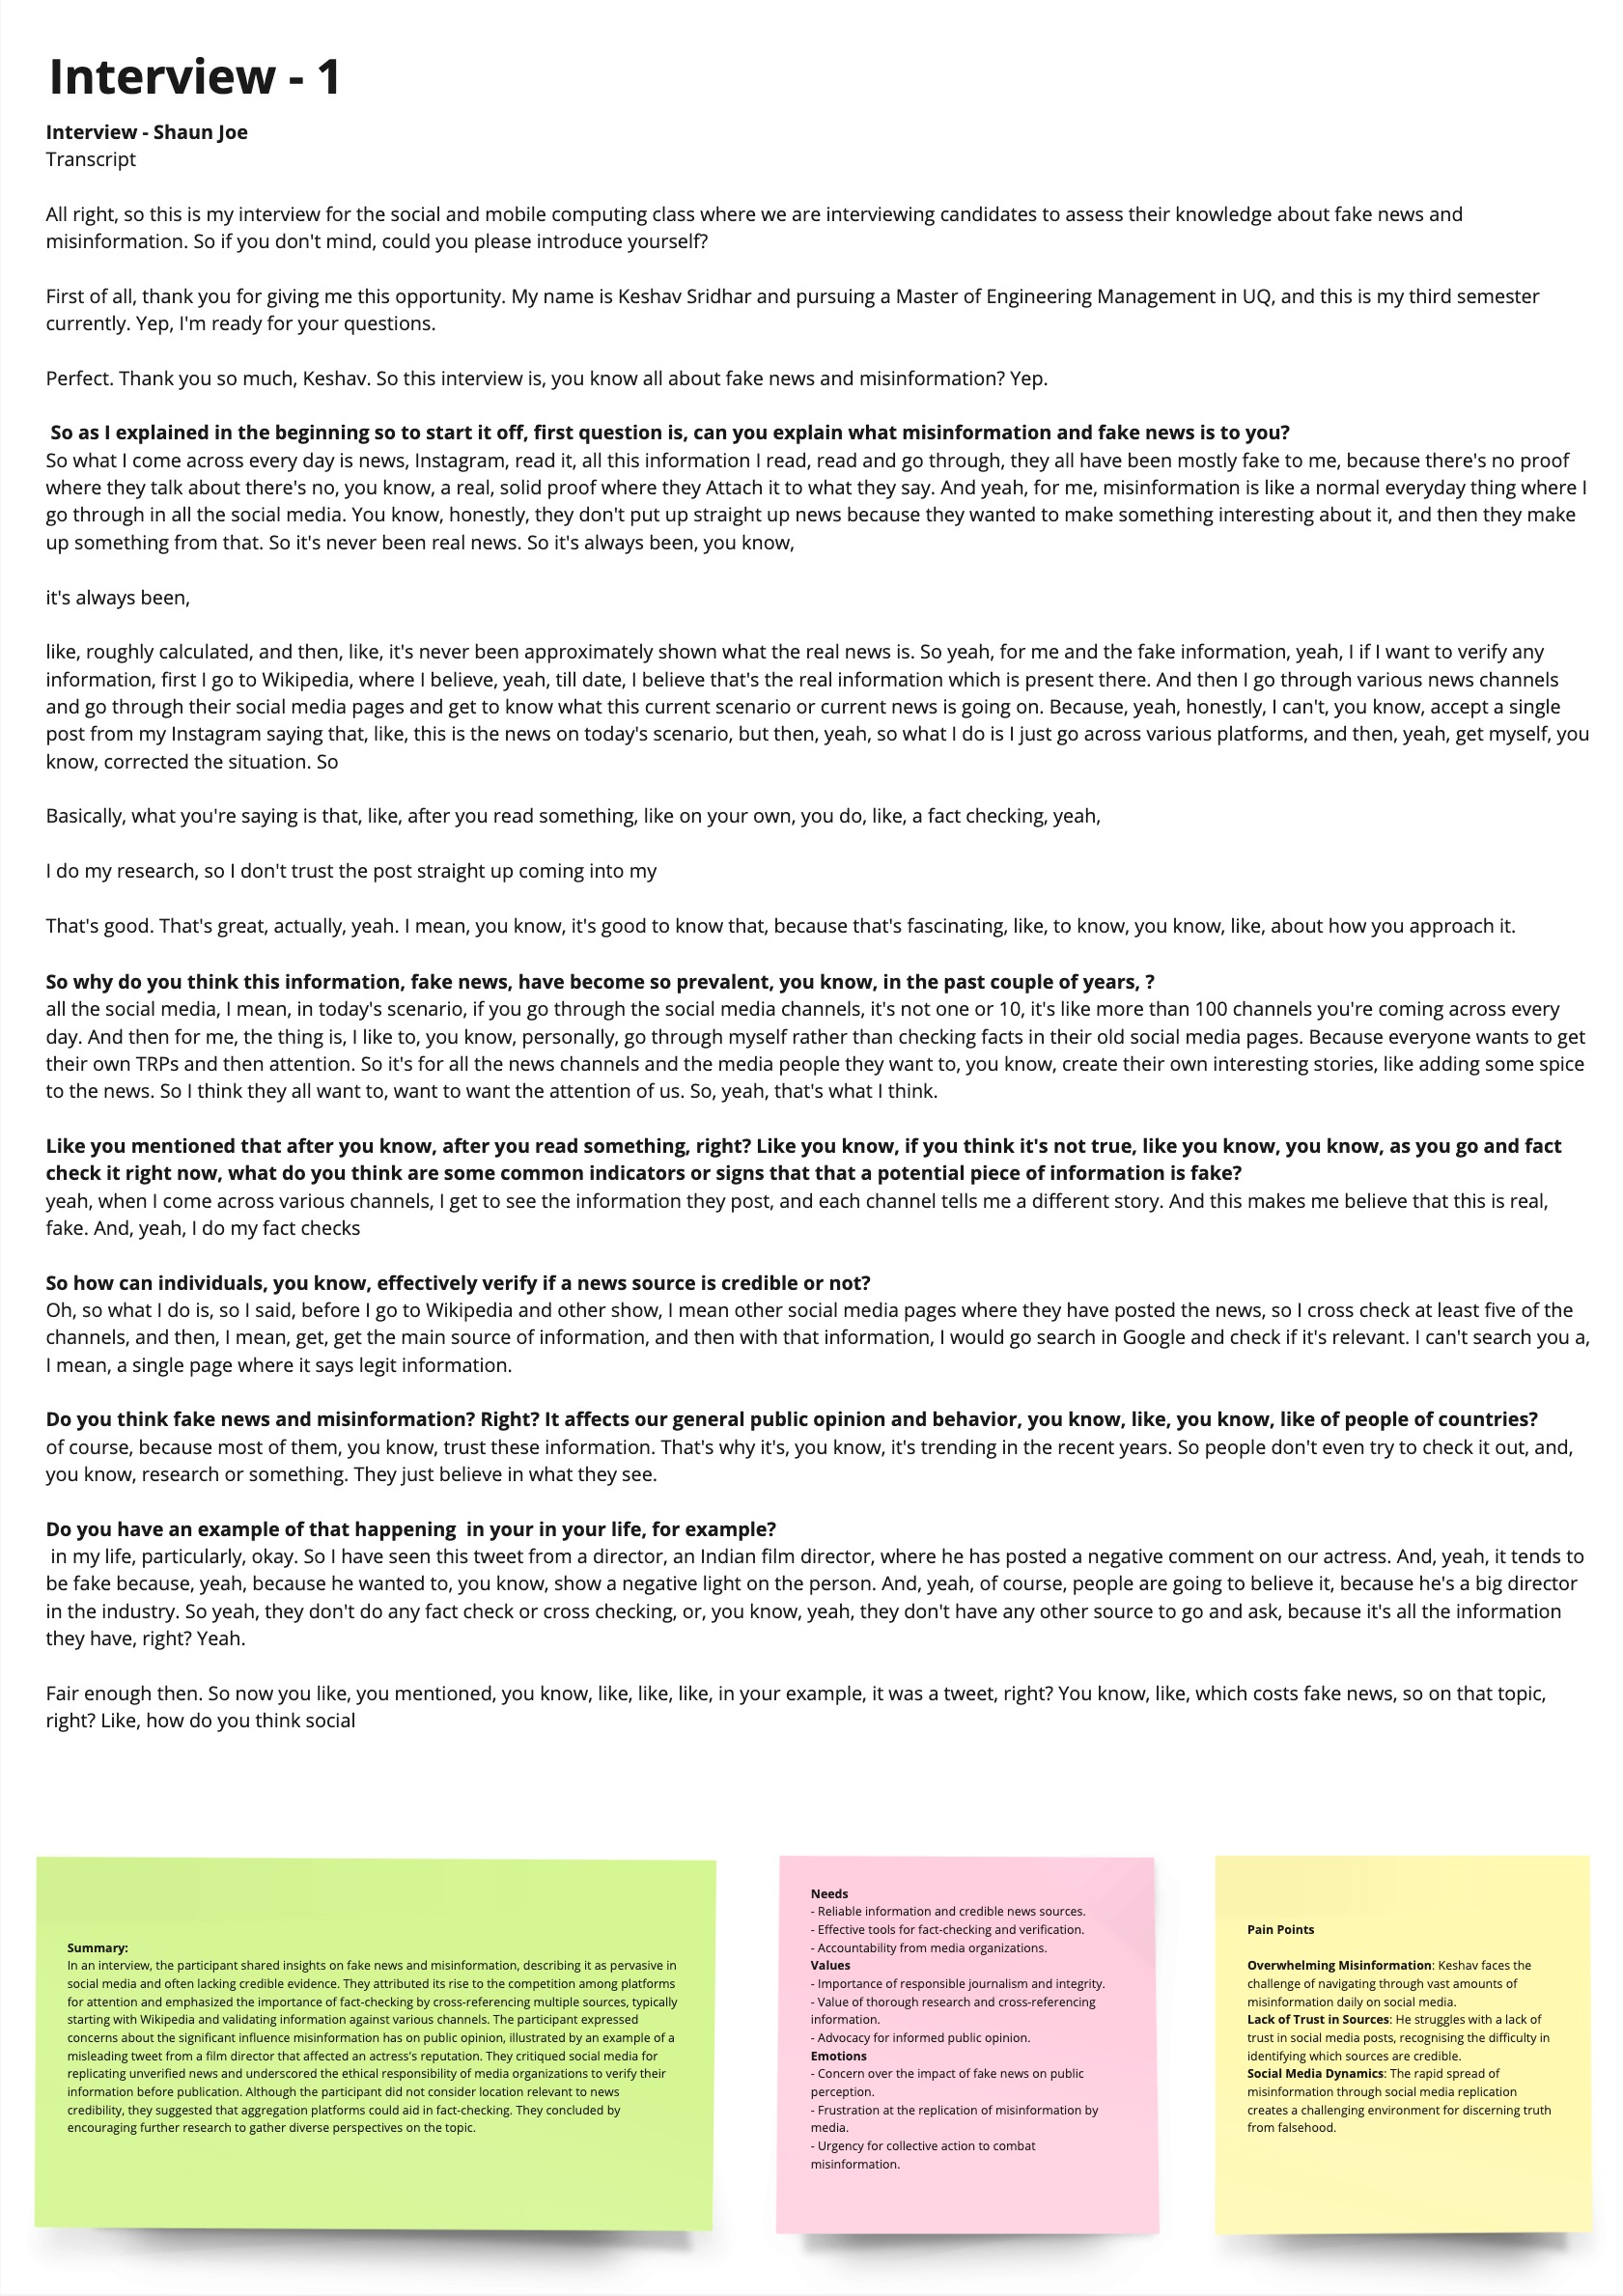 Interview - 1
Interview - Shaun Joe
Transcript
All right, so this is my interview for the social and mobile computing class where we are interviewing candidates to assess their knowledge about fake news and
misinformation. So if you don't mind, could you please introduce yourself?
First of all, thank you for giving me this opportunity. My name is Keshav Sridhar and pursuing a Master of Engineering Management in UQ, and this is my third semester
currently. Yep, I'm ready for your questions.
Perfect. Thank you so much, Keshav. So this interview is, you know all about fake news and misinformation? Yep.
So as I explained in the beginning so to start it off, first question is, can you explain what misinformation and fake news is to you?
So what I come across every day is news, Instagram, read it, all this information I read, read and go through, they all have been mostly fake to me, because there's no proof
where they talk about there's no, you know, a real, solid proof where they Attach it to what they say. And yeah, for me, misinformation is like a normal everyday thing where I
go through in all the social media. You know, honestly, they don't put up straight up news because they wanted to make something interesting about it, and then they make
up something from that. So it's never been real news. So it's always been, you know,
it's always been,
like, roughly calculated, and then, like, it's never been approximately shown what the real news is. So yeah, for me and the fake information, yeah, I if I want to verify any
information, first I go to Wikipedia, where I believe, yeah, till date, I believe that's the real information which is present there. And then I go through various news channels
and go through their social media pages and get to know what this current scenario or current news is going on. Because, yeah, honestly, I can't, you know, accept a single
post from my Instagram saying that, like, this is the news on today's scenario, but then, yeah, so what I do is I just go across various platforms, and then, yeah, get myself, you
know, corrected the situation. So
Basically, what you're saying is that, like, after you read something, like on your own, you do, like, a fact checking, yeah,
I do my research, so I don't trust the post straight up coming into my
That's good. That's great, actually, yeah. I mean, you know, it's good to know that, because that's fascinating, like, to know, you know, like, about how you approach it.
So why do you think this information, fake news, have become so prevalent, you know, in the past couple of years, ?
all the social media, I mean, in today's scenario, if you go through the social media channels, it's not one or 10, it's like more than 100 channels you're coming across every
day. And then for me, the thing is, I like to, you know, personally, go through myself rather than checking facts in their old social media pages. Because everyone wants to get
their own TRPs and then attention. So it's for all the news channels and the media people they want to, you know, create their own interesting stories, like adding some spice
to the news. So I think they all want to, want to want the attention of us. So, yeah, that's what I think.
Like you mentioned that after you know, after you read something, right? Like you know, if you think it's not true, like you know, you know, as you go and fact
check it right now, what do you think are some common indicators or signs that that a potential piece of information is fake?
yeah, when I come across various channels, I get to see the information they post, and each channel tells me a different story. And this makes me believe that this is real,
fake. And, yeah, I do my fact checks
So how can individuals, you know, effectively verify if a news source is credible or not?
Oh, so what I do is, so I said, before I go to Wikipedia and other show, I mean other social media pages where they have posted the news, so I cross check at least five of the
channels, and then, I mean, get, get the main source of information, and then with that information, I would go search in Google and check if it's relevant. I can't search you a,
I mean, a single page where it says legit information.
Do you think fake news and misinformation? Right? It affects our general public opinion and behavior, you know, like, you know, like of people of countries?
of course, because most of them, you know, trust these information. That's why it's, you know, it's trending in the recent years. So people don't even try to check it out, and,
you know, research or something. They just believe in what they see.
Do you have an example of that happening  in your in your life, for example?
in my life, particularly, okay. So I have seen this tweet from a director, an Indian film director, where he has posted a negative comment on our actress. And, yeah, it tends to
be fake because, yeah, because he wanted to, you know, show a negative light on the person. And, yeah, of course, people are going to believe it, because he's a big director
in the industry. So yeah, they don't do any fact check or cross checking, or, you know, yeah, they don't have any other source to go and ask, because it's all the information
they have, right? Yeah.
Fair enough then. So now you like, you mentioned, you know, like, like, like, in your example, it was a tweet, right? You know, like, which costs fake news, so on that topic,
right? Like, how do you think social
Summary:
In an interview, the participant shared insights on fake news and misinformation, describing it as pervasive in
social media and often lacking credible evidence. They attributed its rise to the competition among platforms
for attention and emphasized the importance of fact-checking by cross-referencing multiple sources, typically
starting with Wikipedia and validating information against various channels. The participant expressed
concerns about the significant influence misinformation has on public opinion, illustrated by an example of a
misleading tweet from a film director that affected an actress's reputation. They critiqued social media for
replicating unverified news and underscored the ethical responsibility of media organizations to verify their
information before publication. Although the participant did not consider location relevant to news
credibility, they suggested that aggregation platforms could aid in fact-checking. They concluded by
encouraging further research to gather diverse perspectives on the topic.
Needs
- Reliable information and credible news sources.
- Effective tools for fact-checking and verification.
- Accountability from media organizations.
Values
- Importance of responsible journalism and integrity.
- Value of thorough research and cross-referencing
information.
- Advocacy for informed public opinion.
Emotions
- Concern over the impact of fake news on public
perception.
- Frustration at the replication of misinformation by
media.
- Urgency for collective action to combat
misinformation.
Pain Points
Overwhelming Misinformation: Keshav faces the
challenge of navigating through vast amounts of
misinformation daily on social media.
Lack of Trust in Sources: He struggles with a lack of
trust in social media posts, recognising the difficulty in
identifying which sources are credible.
Social Media Dynamics: The rapid spread of
misinformation through social media replication
creates a challenging environment for discerning truth
from falsehood.